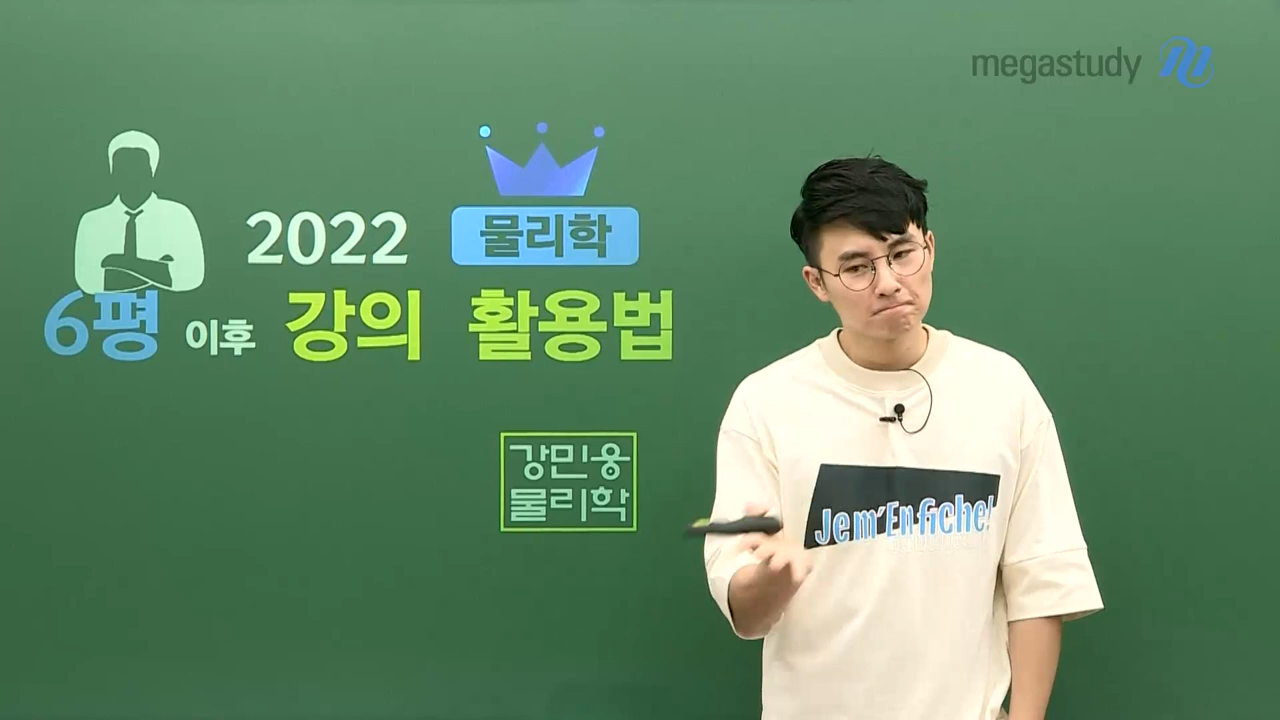 megastudy
2022 물리학
6평 이후 강의 활용법
강민웅
물리학
Jem'En fiche!